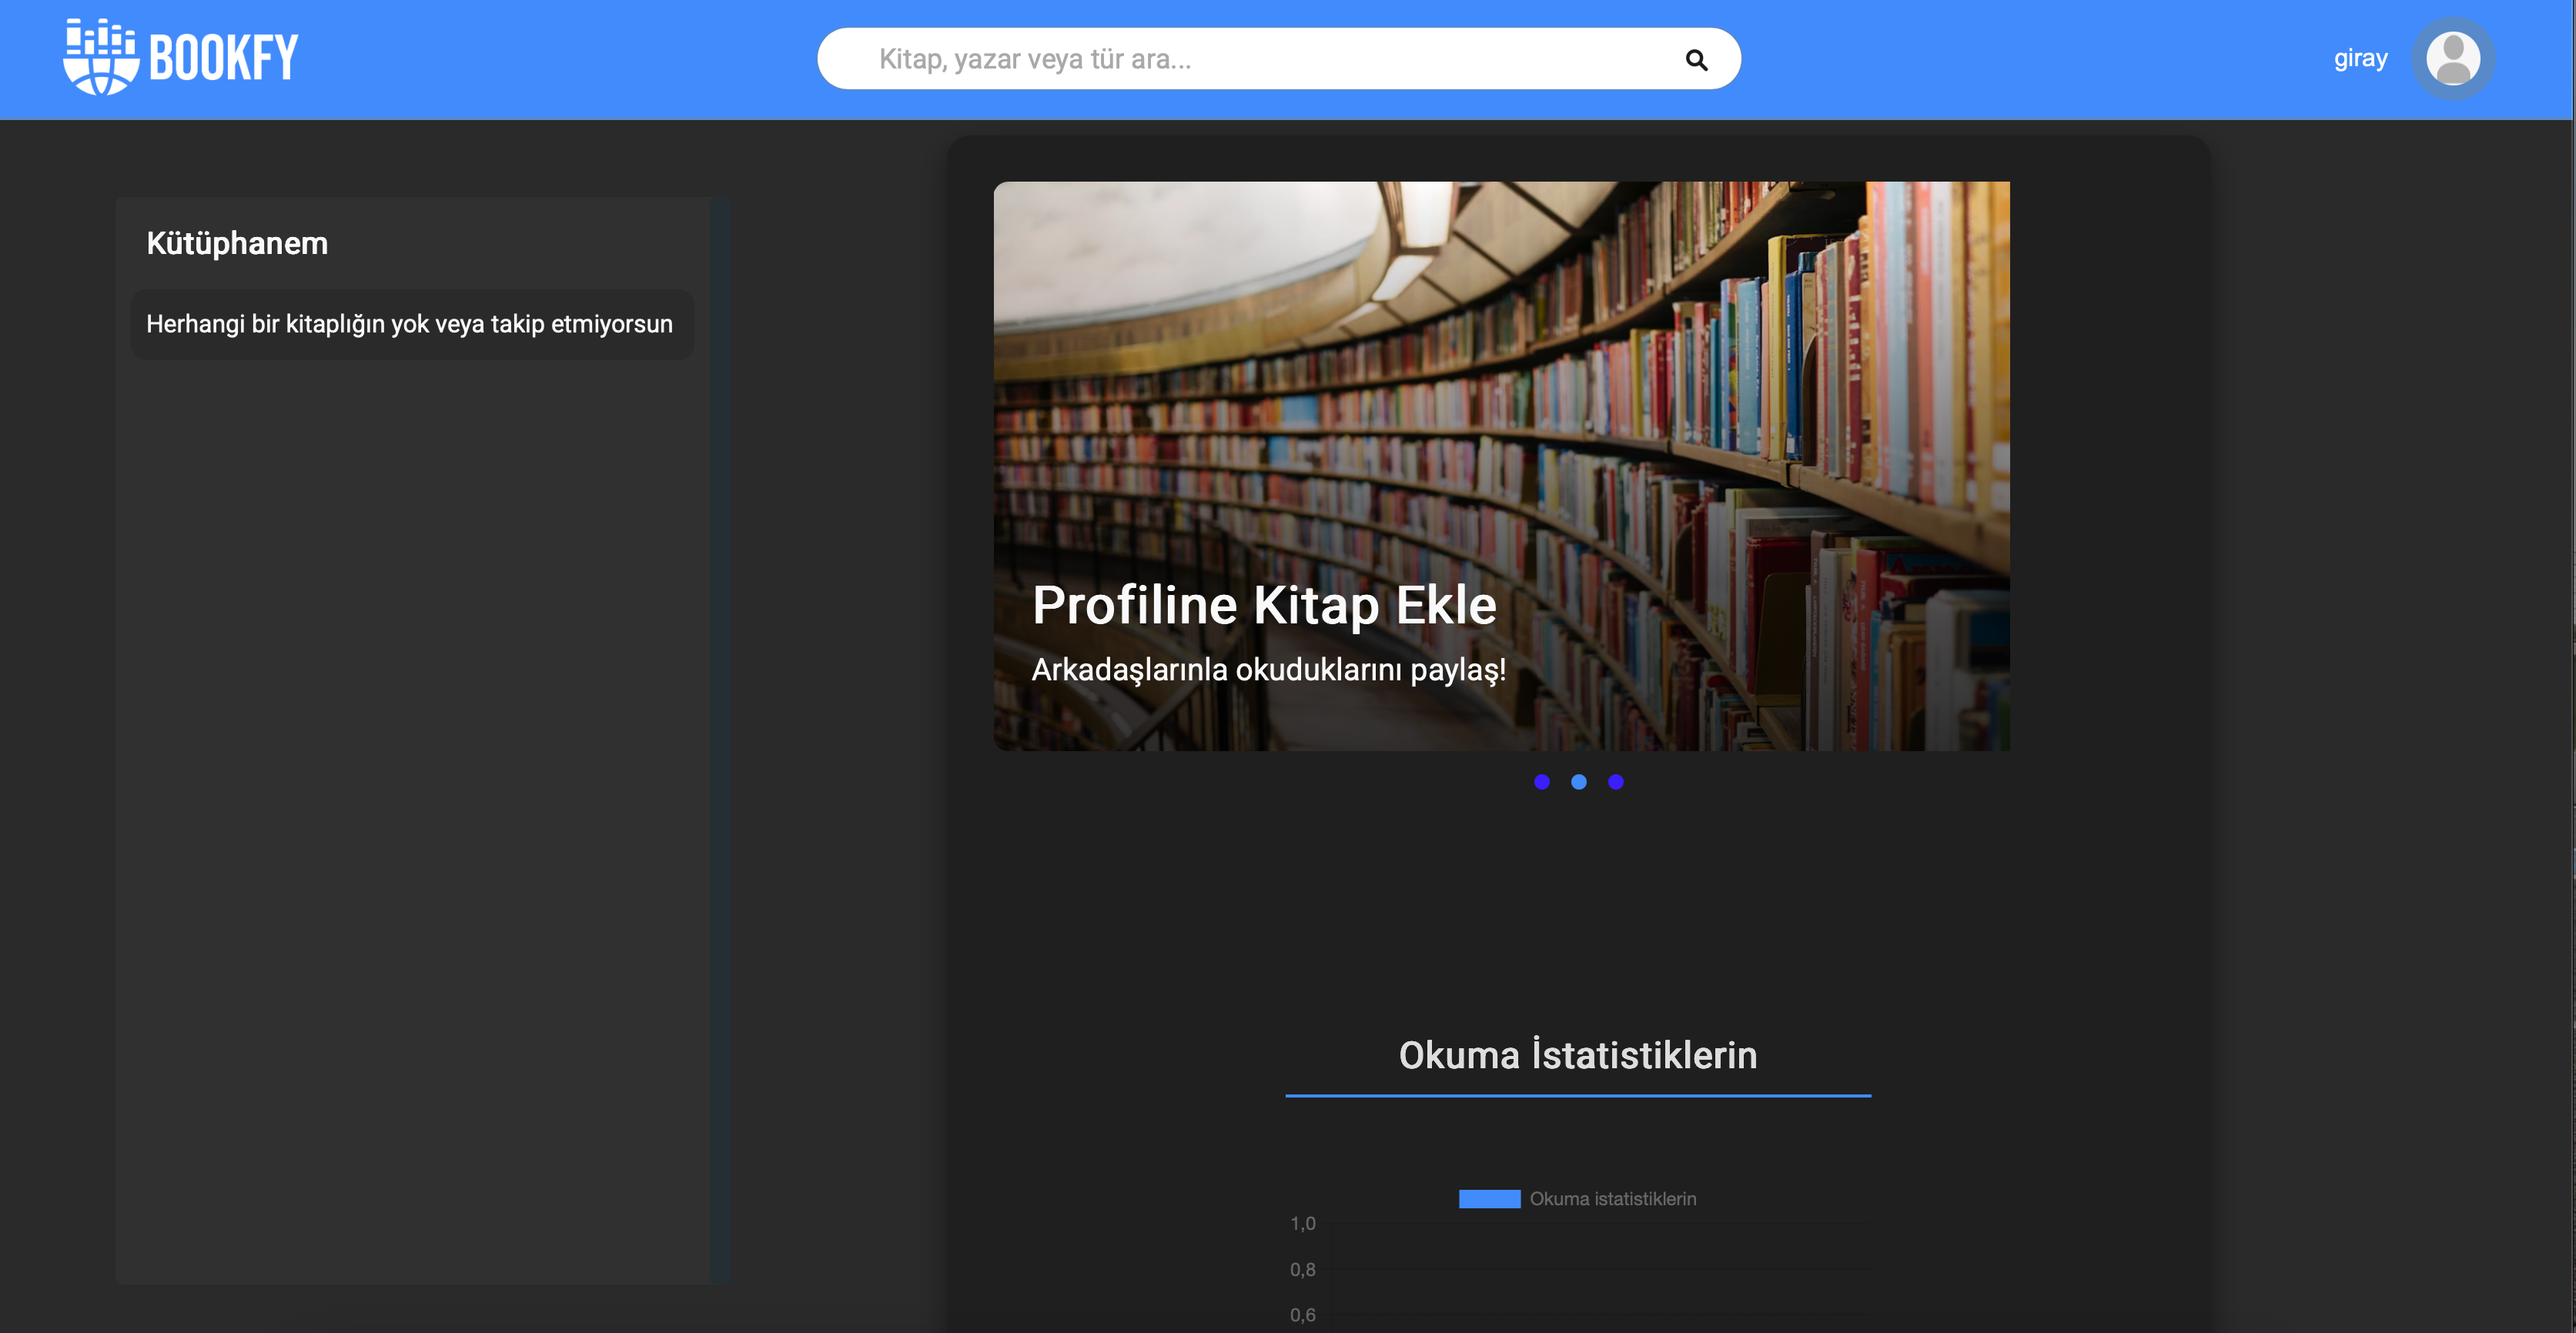 BOOKFY
Kitap, yazar veya tür ara...
giray
Kütüphanem
Herhangi bir kitaplığın yok veya takip etmiyorsun
Profiline Kitap Ekle
Arkadaşlarınla okuduklarını paylaş!
Okuma İstatistiklerin
Okuma istatistiklerin
1,0
0,8
0,6